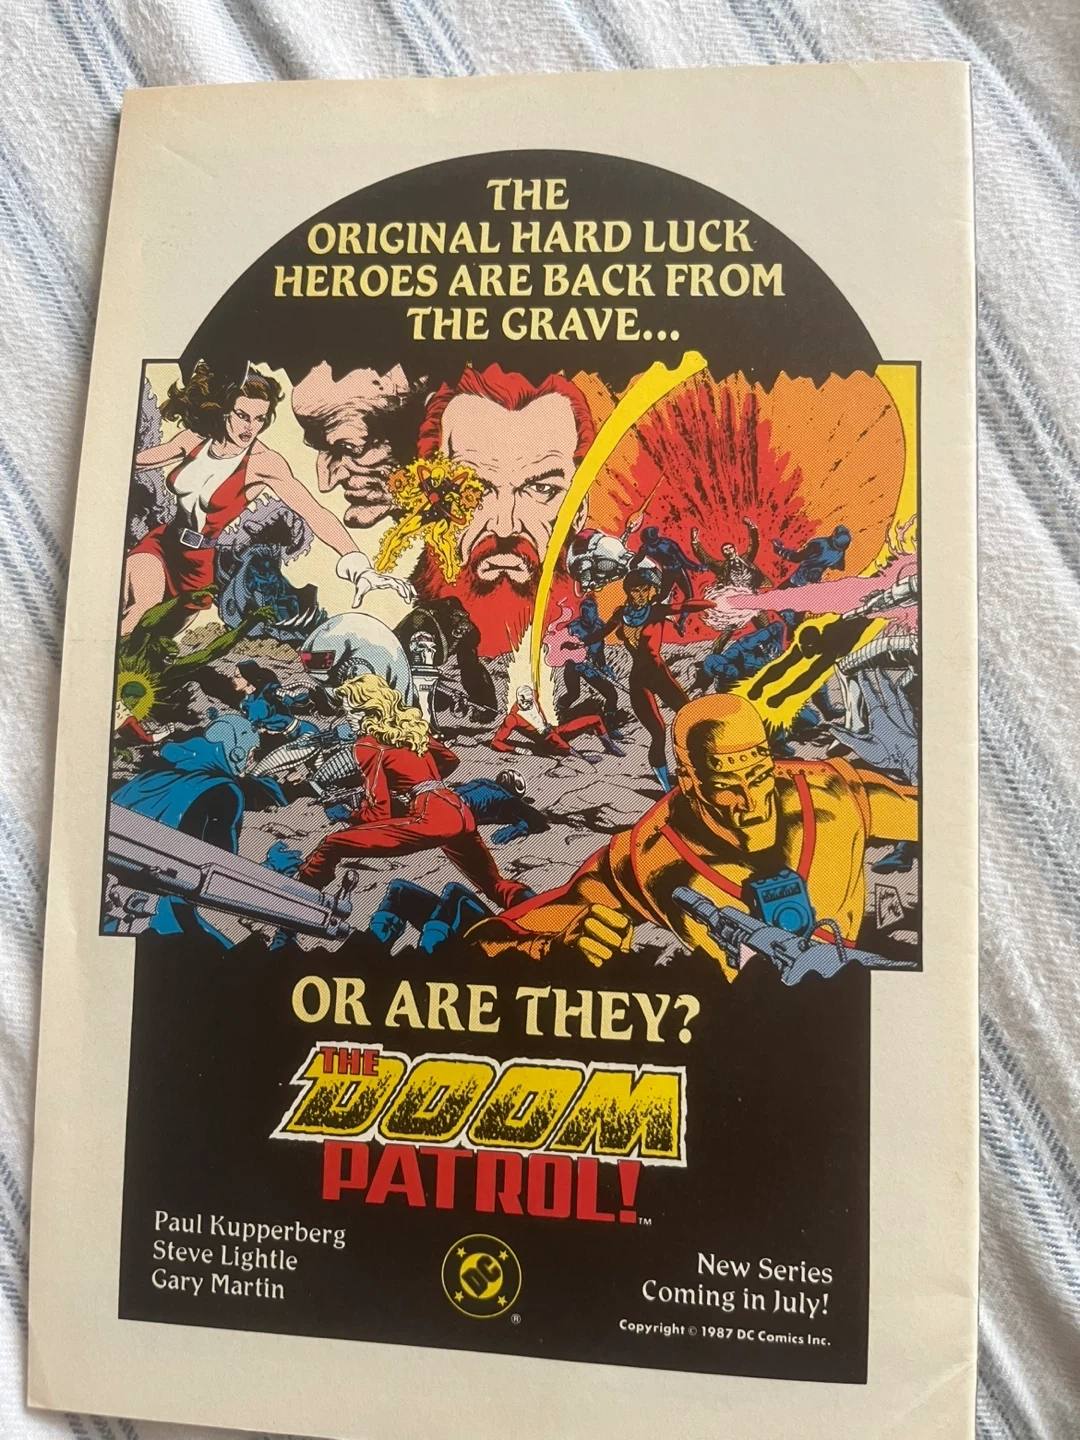 THE
ORIGINAL HARD LUCK
HEROES ARE BACK FROM
THE GRAVE...
OR ARE THEY?
THE
DOOM
PATROL!™
Paul Kupperberg
Steve Lightle
Gary Martin
DC
®
New Series
Coming in July!
Copyright © 1987 DC Comics Inc.